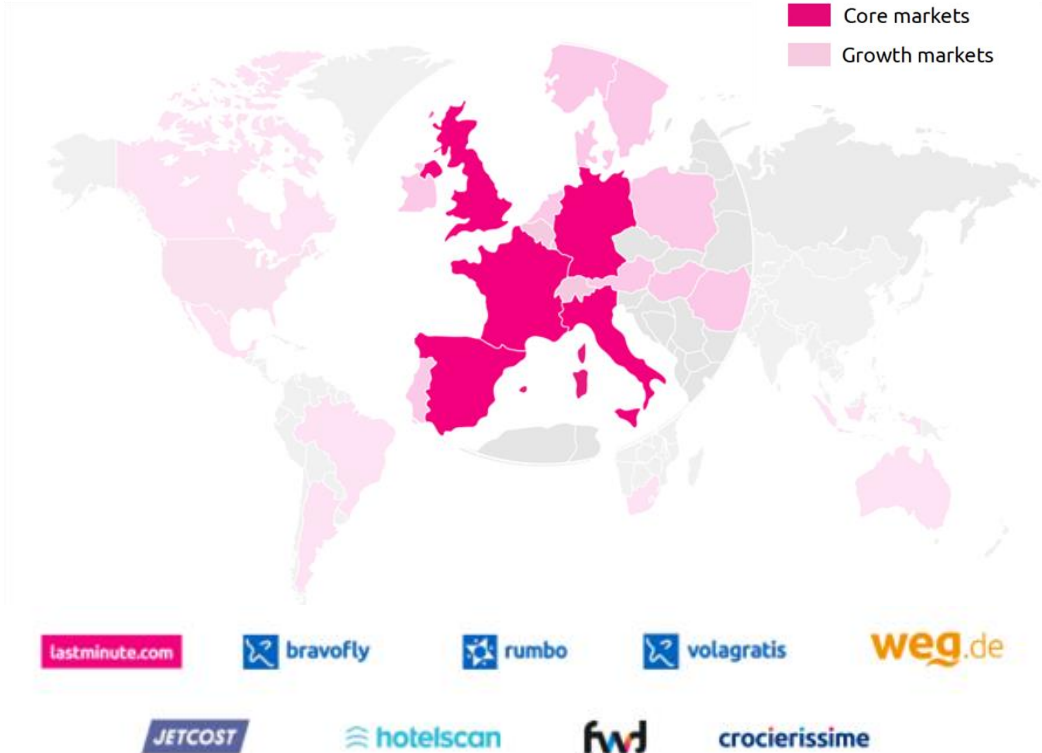 Core markets
Growth markets
lastminute.com
bravofly
rumbo
volagratis
weg.de
JETCOST
hotelscan
fwd
crocierissime